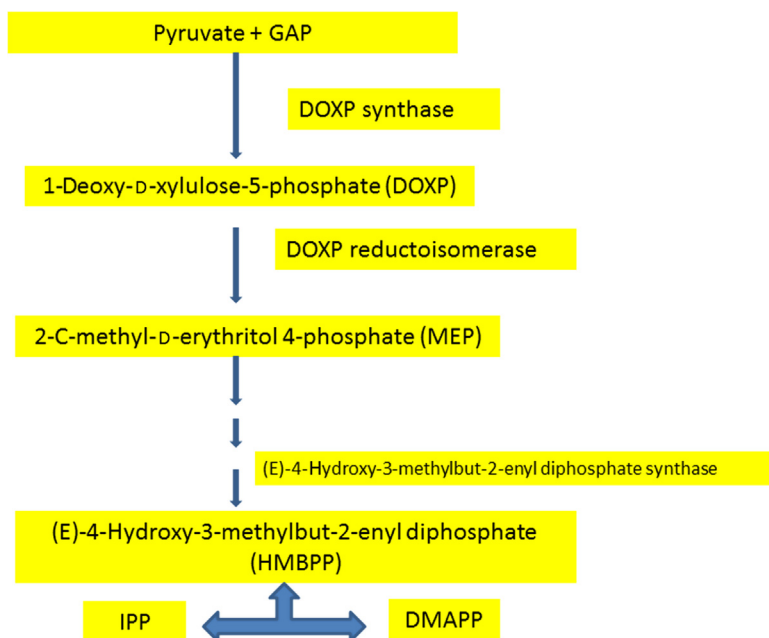 Pyruvate + GAP
DOXP synthase
1-Deoxy-D-xylulose-5-phosphate (DOXP)
DOXP reductoisomerase
2-C-methyl-D-erythritol 4-phosphate (MEP)
(E)-4-Hydroxy-3-methylbut-2-enyl diphosphate synthase
(E)-4-Hydroxy-3-methylbut-2-enyl diphosphate
(HMBPP)
IPP
DMAPP